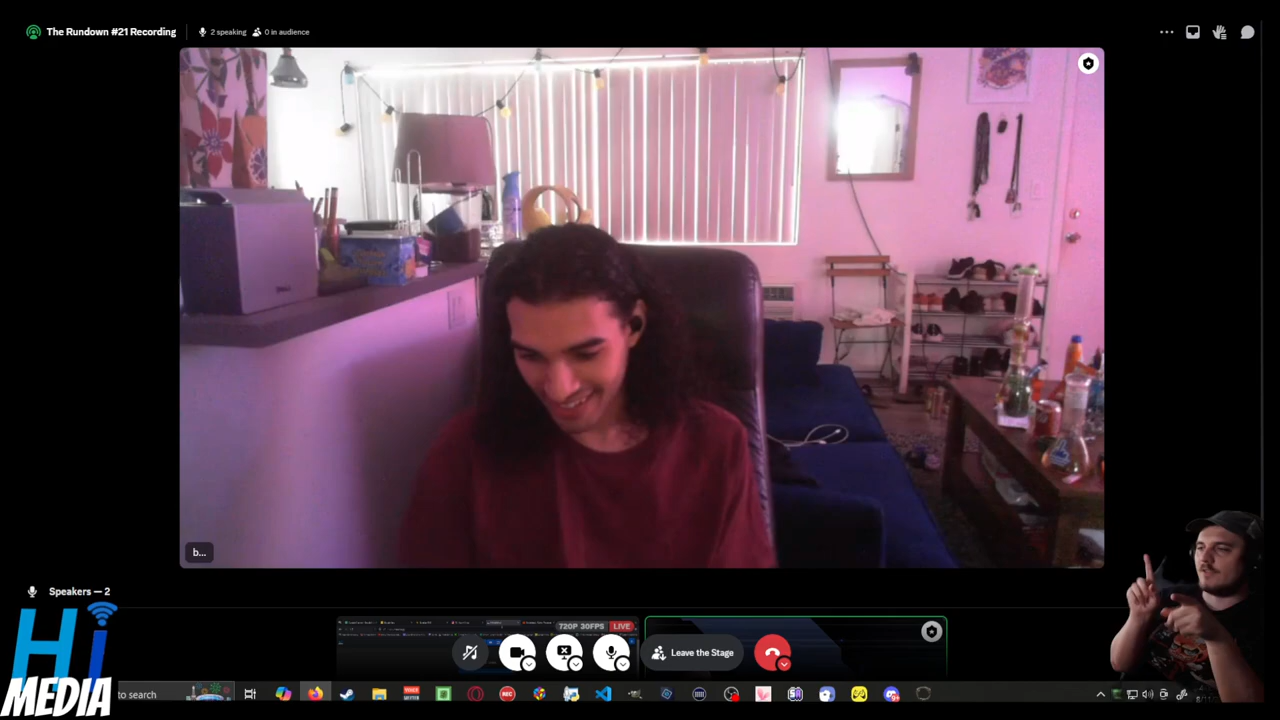 The Rundown #21 Recording
2 speaking
0 in audience
b...
Speakers — 2
720P 30FPS
LIVE
Leave the Stage
Hi
MEDIA
to search
REC